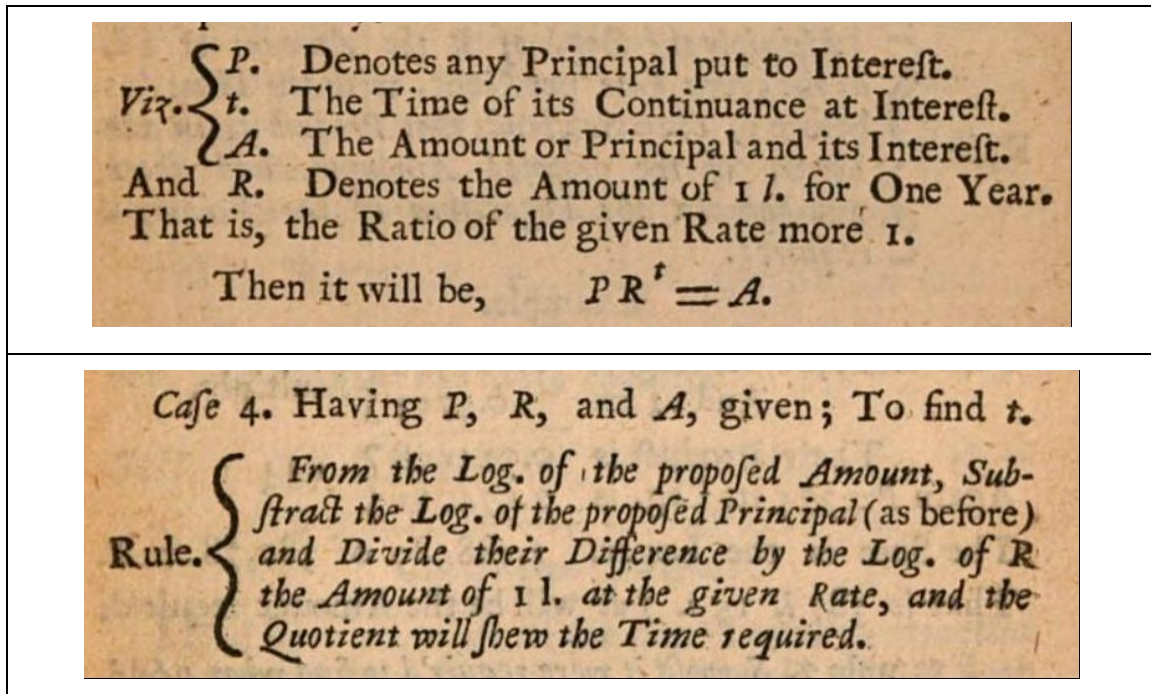 Viz. { P. Denotes any Principal put to Intereſt.
t. The Time of its Continuance at Intereſt.
A. The Amount or Principal and its Intereſt.
And R. Denotes the Amount of 1 l. for One Year.
That is, the Ratio of the given Rate more 1.
Then it will be, P Rᵗ = A.
Caſe 4. Having P, R, and A, given; To find t.
Rule. { From the Log. of the propoſed Amount, Sub-
ſtract the Log. of the propoſed Principal (as before)
and Divide their Difference by the Log. of R
the Amount of 1 l. at the given Rate, and the
Quotient will ſhew the Time required.